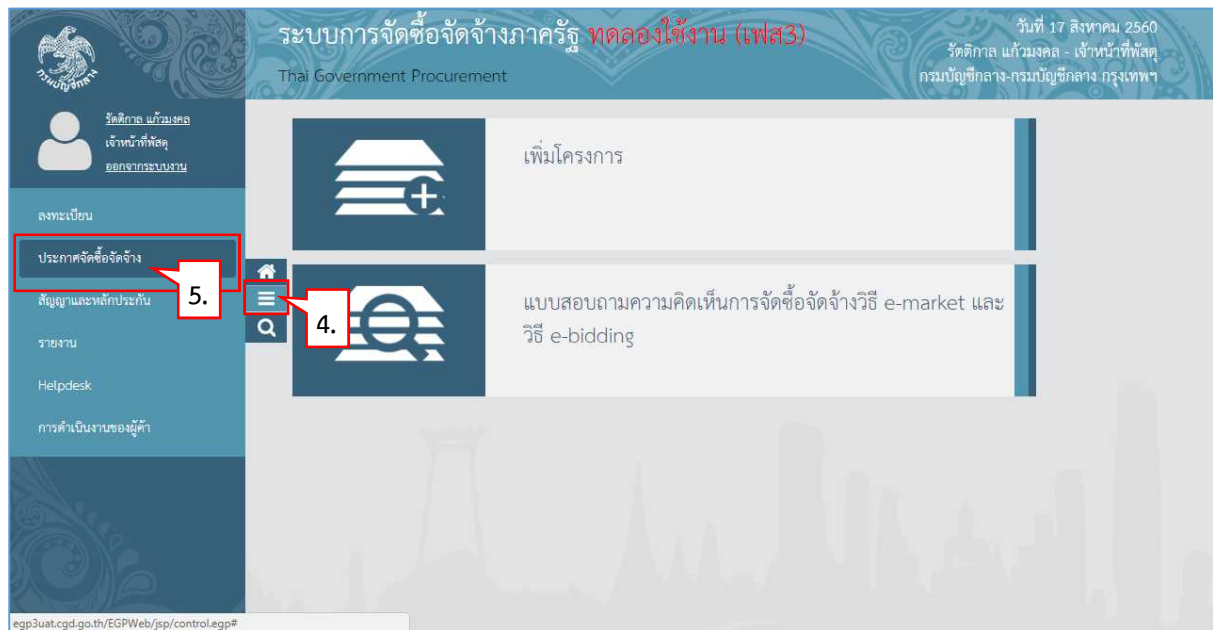 กรมบัญชีกลาง
ระบบการจัดซื้อจัดจ้างภาครัฐ ทดลองใช้งาน (เฟส3)
Thai Government Procurement
วันที่ 17 สิงหาคม 2560
รัตติกาล แก้วมงคล - เจ้าหน้าที่พัสดุ
กรมบัญชีกลาง-กรมบัญชีกลาง กรุงเทพฯ
รัตติกาล แก้วมงคล
เจ้าหน้าที่พัสดุ
ออกจากระบบงาน
ลงทะเบียน
ประกาศจัดซื้อจัดจ้าง
5.
สัญญาและหลักประกัน
รายงาน
Helpdesk
การดำเนินงานของผู้ค้า
4.
เพิ่มโครงการ
แบบสอบถามความคิดเห็นการจัดซื้อจัดจ้างวิธี e-market และ
วิธี e-bidding
egp3uat.cgd.go.th/EGPWeb/jsp/control.egp#